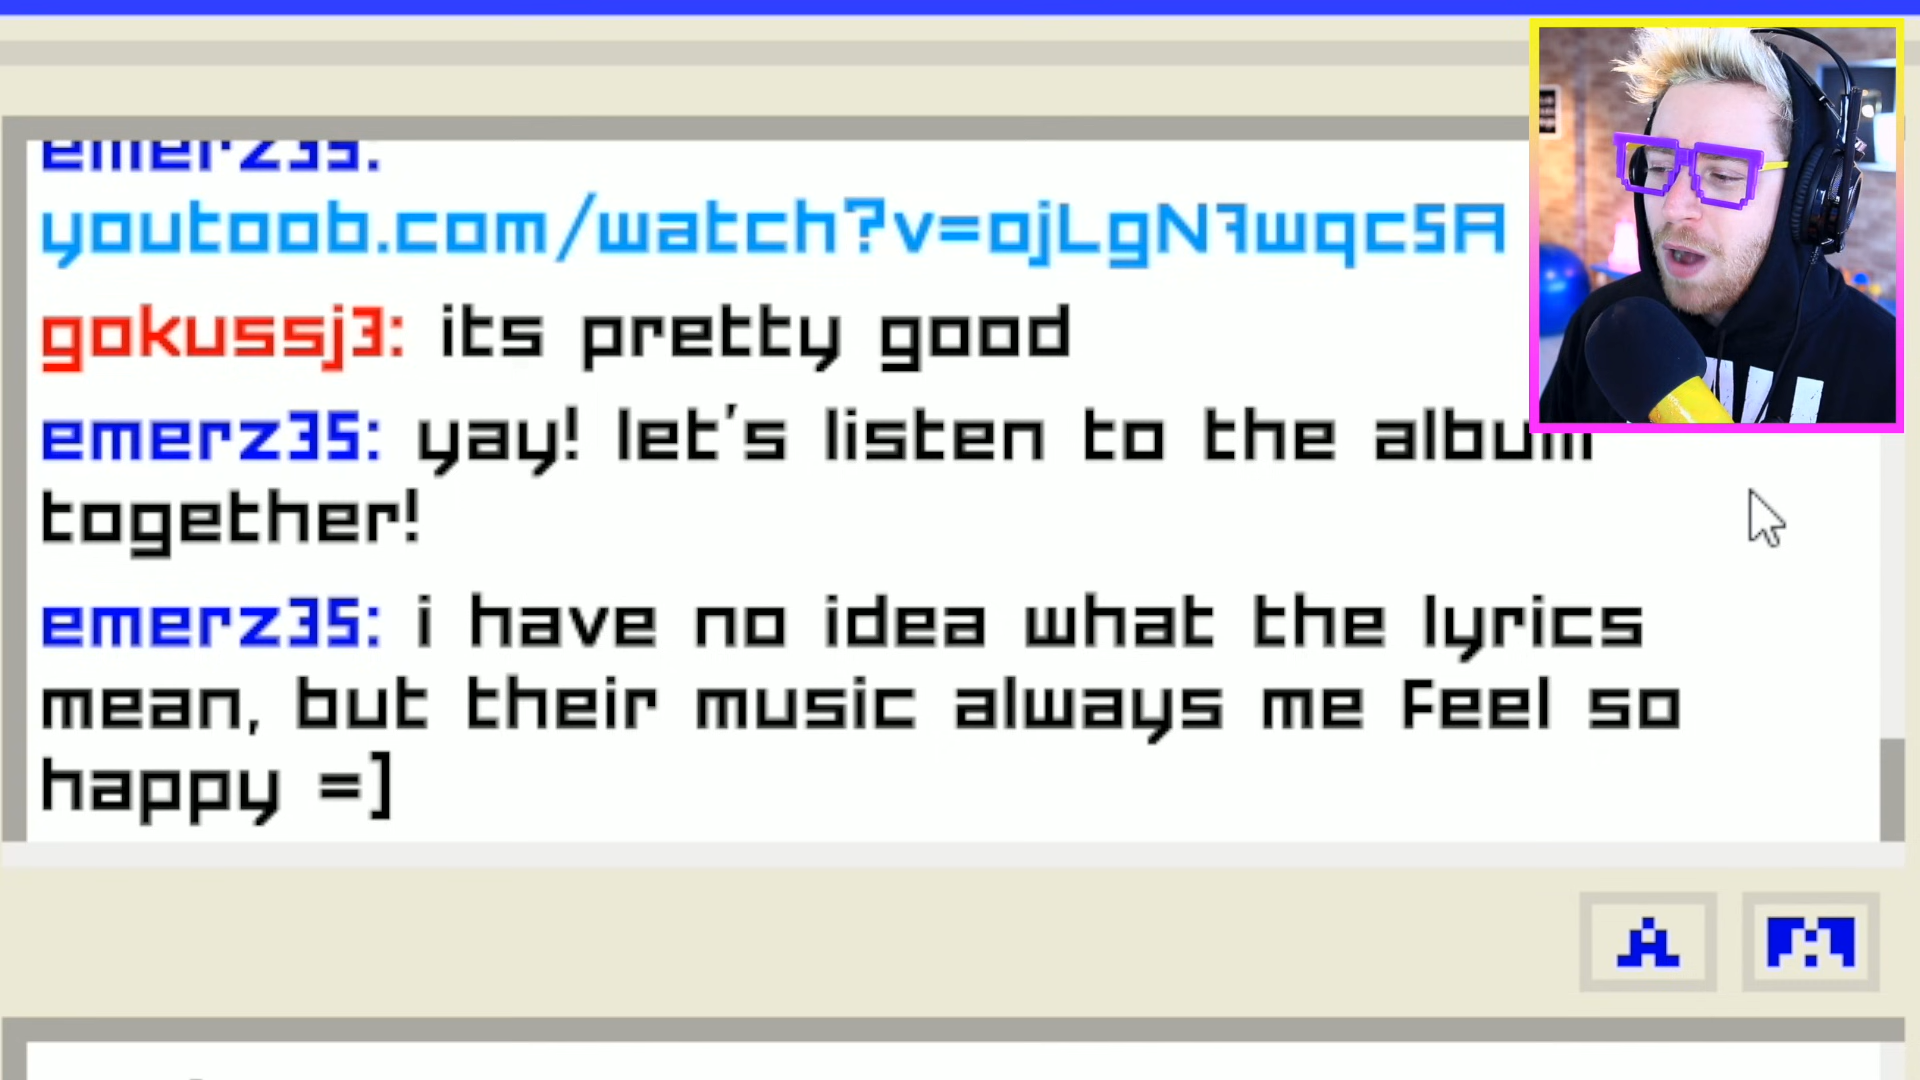 emerz35:
youtoob.com/watch?v=ojLgN7wqc5A
gokussj3: its pretty good
emerz35: yay! let's listen to the album
together!
emerz35: i have no idea what the lyrics
mean, but their music always me feel so
happy =]
A